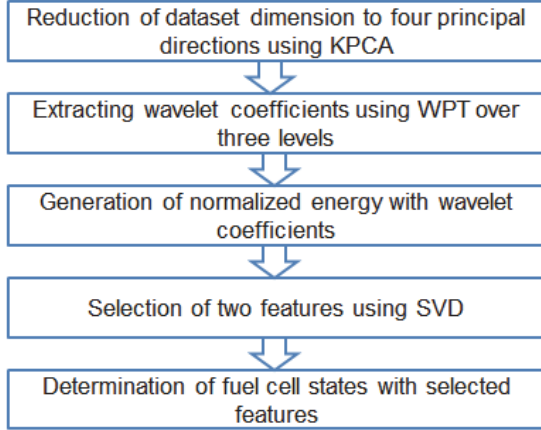 Reduction of dataset dimension to four principal
directions using KPCA
Extracting wavelet coefficients using WPT over
three levels
Generation of normalized energy with wavelet
coefficients
Selection of two features using SVD
Determination of fuel cell states with selected
features